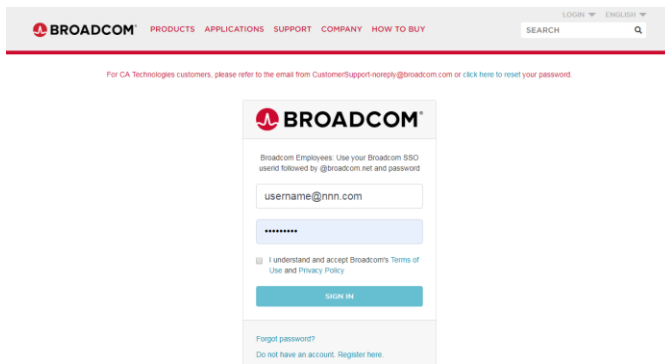 LOGIN ENGLISH
BROADCOM PRODUCTS APPLICATIONS SUPPORT COMPANY HOW TO BUY SEARCH
For CA Technologies customers, please refer to the email from CustomerSupport-noreply@broadcom.com or click here to reset your password.
BROADCOM
Broadcom Employees: Use your Broadcom SSO
userid followed by @broadcom.net and password
username@nnn.com
•••••••••
I understand and accept Broadcom's Terms of
Use and Privacy Policy
SIGN IN
Forgot password?
Do not have an account. Register here.